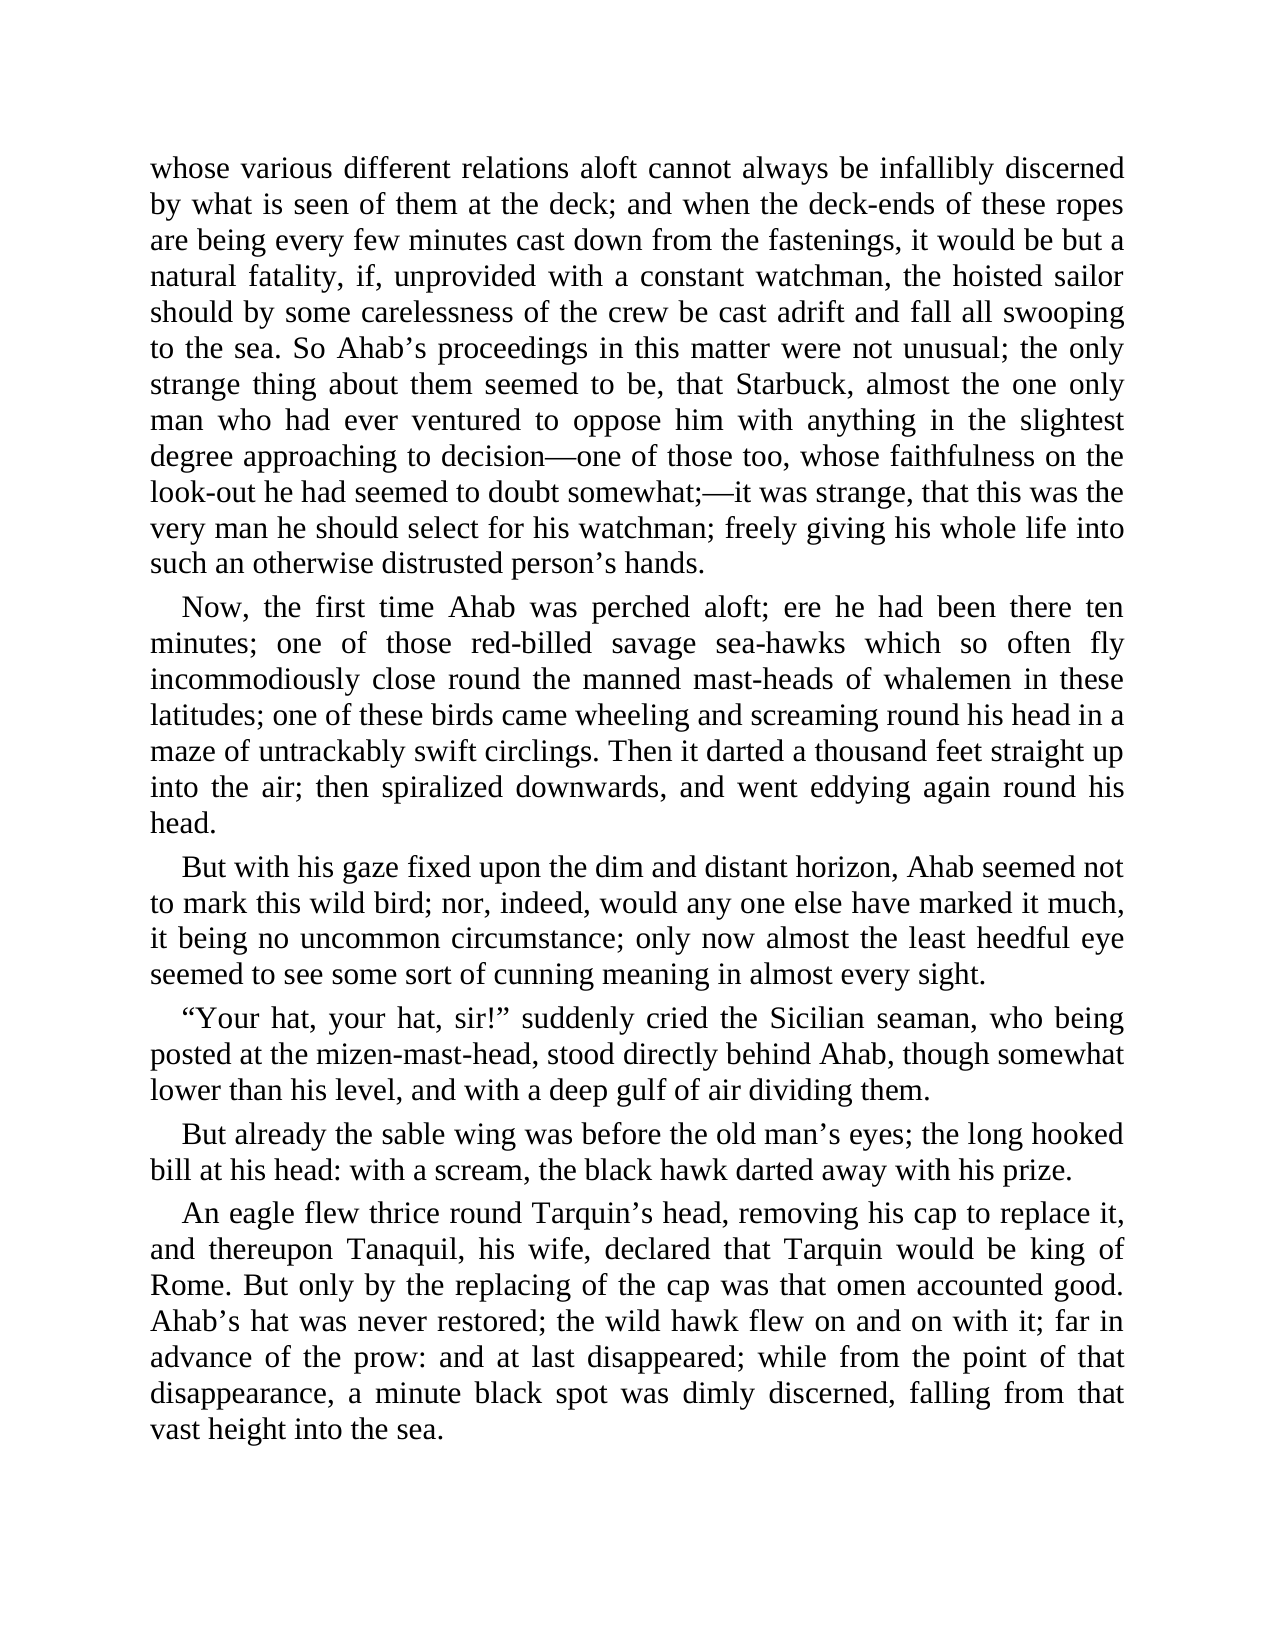 whose various different relations aloft cannot always be infallibly discerned
by what is seen of them at the deck; and when the deck-ends of these ropes
are being every few minutes cast down from the fastenings, it would be but a
natural fatality, if, unprovided with a constant watchman, the hoisted sailor
should by some carelessness of the crew be cast adrift and fall all swooping
to the sea. So Ahab’s proceedings in this matter were not unusual; the only
strange thing about them seemed to be, that Starbuck, almost the one only
man who had ever ventured to oppose him with anything in the slightest
degree approaching to decision—one of those too, whose faithfulness on the
look-out he had seemed to doubt somewhat;—it was strange, that this was the
very man he should select for his watchman; freely giving his whole life into
such an otherwise distrusted person’s hands.
Now, the first time Ahab was perched aloft; ere he had been there ten
minutes; one of those red-billed savage sea-hawks which so often fly
incommodiously close round the manned mast-heads of whalemen in these
latitudes; one of these birds came wheeling and screaming round his head in a
maze of untrackably swift circlings. Then it darted a thousand feet straight up
into the air; then spiralized downwards, and went eddying again round his
head.
But with his gaze fixed upon the dim and distant horizon, Ahab seemed not
to mark this wild bird; nor, indeed, would any one else have marked it much,
it being no uncommon circumstance; only now almost the least heedful eye
seemed to see some sort of cunning meaning in almost every sight.
“Your hat, your hat, sir!” suddenly cried the Sicilian seaman, who being
posted at the mizen-mast-head, stood directly behind Ahab, though somewhat
lower than his level, and with a deep gulf of air dividing them.
But already the sable wing was before the old man’s eyes; the long hooked
bill at his head: with a scream, the black hawk darted away with his prize.
An eagle flew thrice round Tarquin’s head, removing his cap to replace it,
and thereupon Tanaquil, his wife, declared that Tarquin would be king of
Rome. But only by the replacing of the cap was that omen accounted good.
Ahab’s hat was never restored; the wild hawk flew on and on with it; far in
advance of the prow: and at last disappeared; while from the point of that
disappearance, a minute black spot was dimly discerned, falling from that
vast height into the sea.